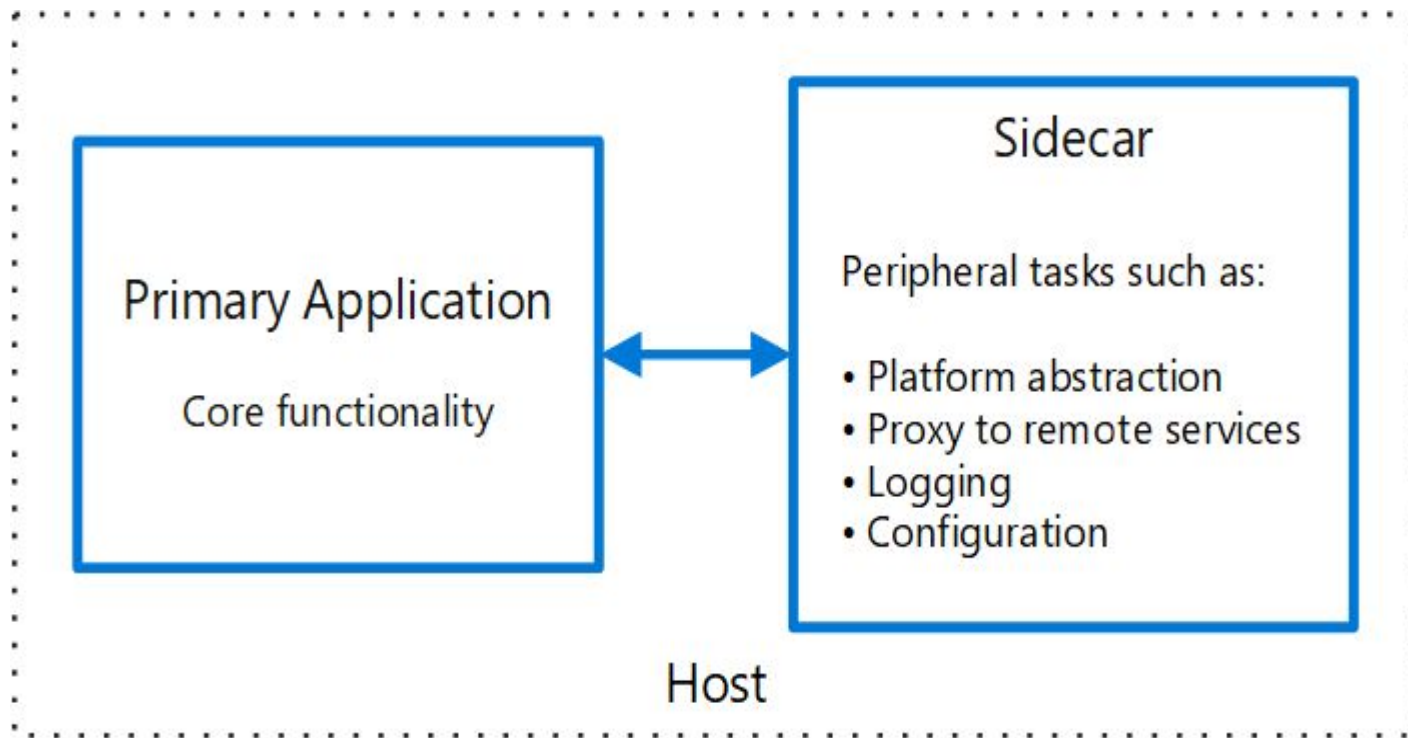 Primary Application
Core functionality
Sidecar
Peripheral tasks such as:
• Platform abstraction
• Proxy to remote services
• Logging
• Configuration
Host